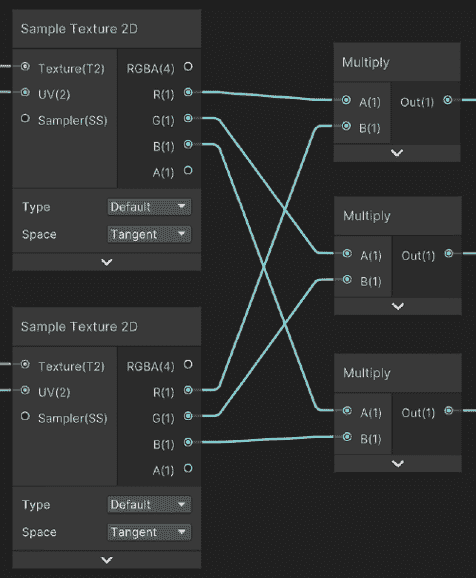 Sample Texture 2D
Texture(T2) RGBA(4)
UV(2) R(1)
Sampler(SS) G(1)
B(1)
A(1)
Type Default
Space Tangent
Multiply
A(1) Out(1)
B(1)
Multiply
A(1) Out(1)
B(1)
Sample Texture 2D
Texture(T2) RGBA(4)
UV(2) R(1)
Sampler(SS) G(1)
B(1)
A(1)
Type Default
Space Tangent
Multiply
A(1) Out(1)
B(1)